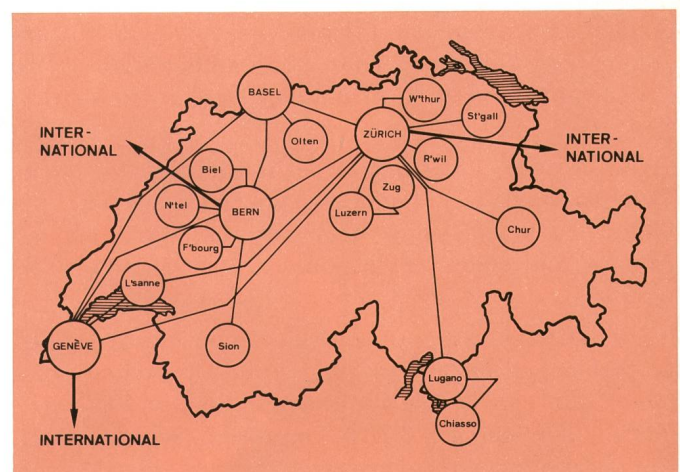 BASEL
W'thur
St'gall
INTER-
NATIONAL
Olten
ZÜRICH
INTER-
NATIONAL
Biel
R'wil
Zug
N'tel
BERN
Luzern
Chur
F'bourg
L'sanne
GENÈVE
Sion
Lugano
Chiasso
INTERNATIONAL